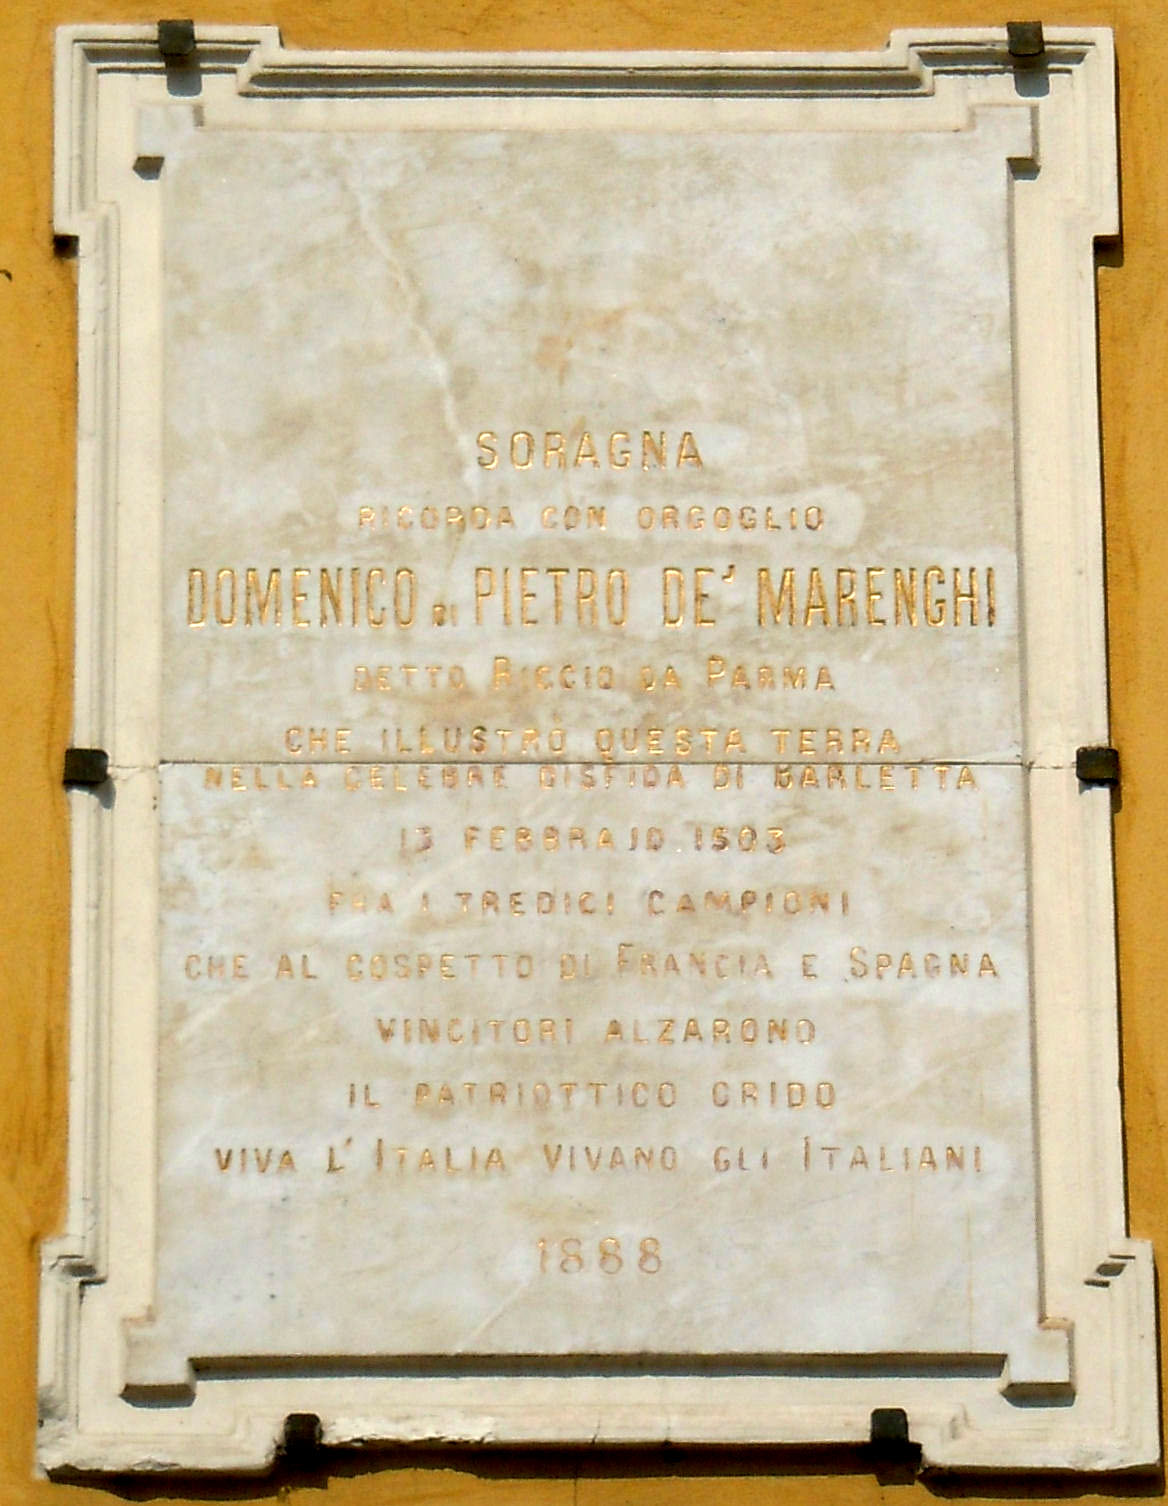 SORAGNA
RICORDA CON ORGOGLIO
DOMENICO DI PIETRO DE' MARENGHI
DETTO RICCIO DA PARMA
CHE ILLUSTRÒ QUESTA TERRA
NELLA CELEBRE DISFIDA DI BARLETTA
13 FEBBRAJO 1503
FRA I TREDICI CAMPIONI
CHE AL COSPETTO DI FRANCIA E SPAGNA
VINCITORI ALZARONO
IL PATRIOTTICO GRIDO
VIVA L' ITALIA VIVANO GLI ITALIANI
1888